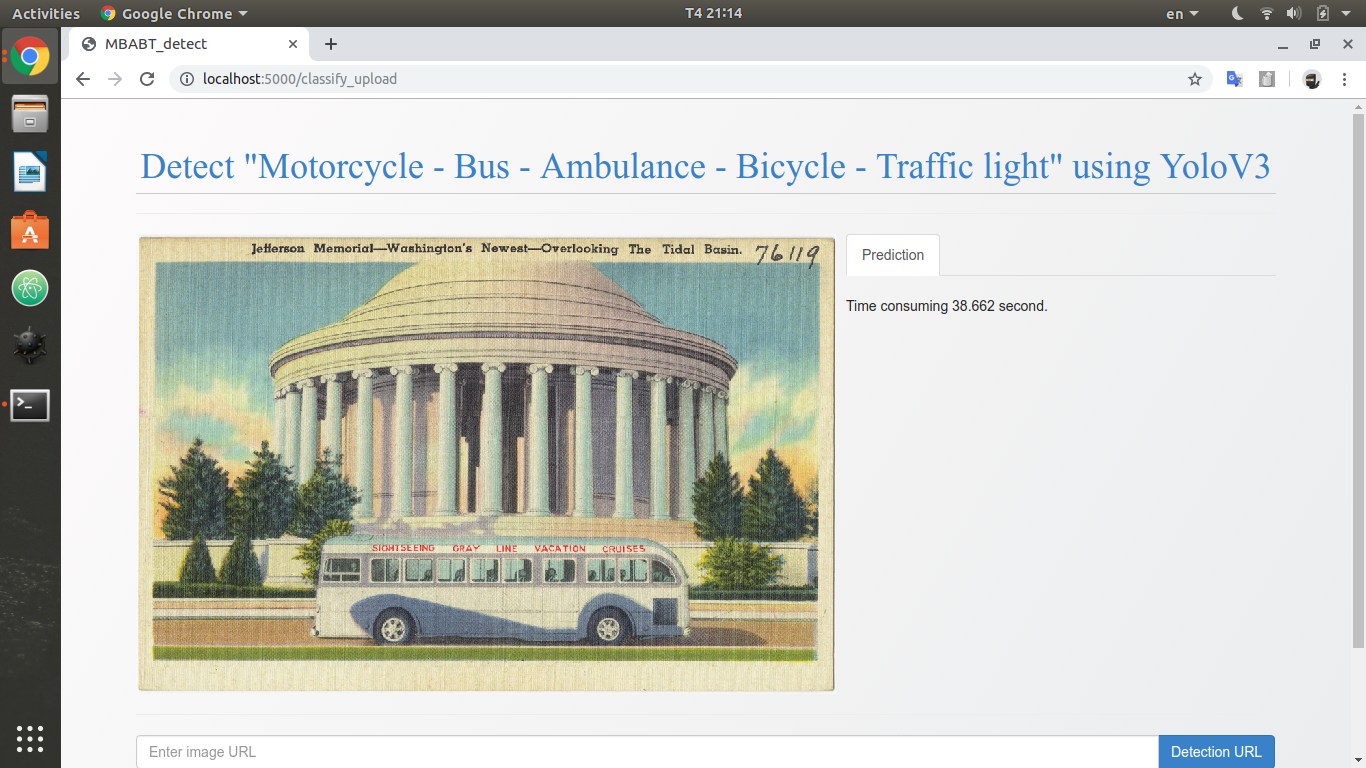 Activities Google Chrome T4 21:14 en
MBABT_detect
localhost:5000/classify_upload
Detect "Motorcycle - Bus - Ambulance - Bicycle - Traffic light" using YoloV3
Jefferson Memorial—Washington's Newest—Overlooking The Tidal Basin. 76119
SIGHTSEEING GRAY LINE VACATION CRUISES
Prediction
Time consuming 38.662 second.
Enter image URL Detection URL